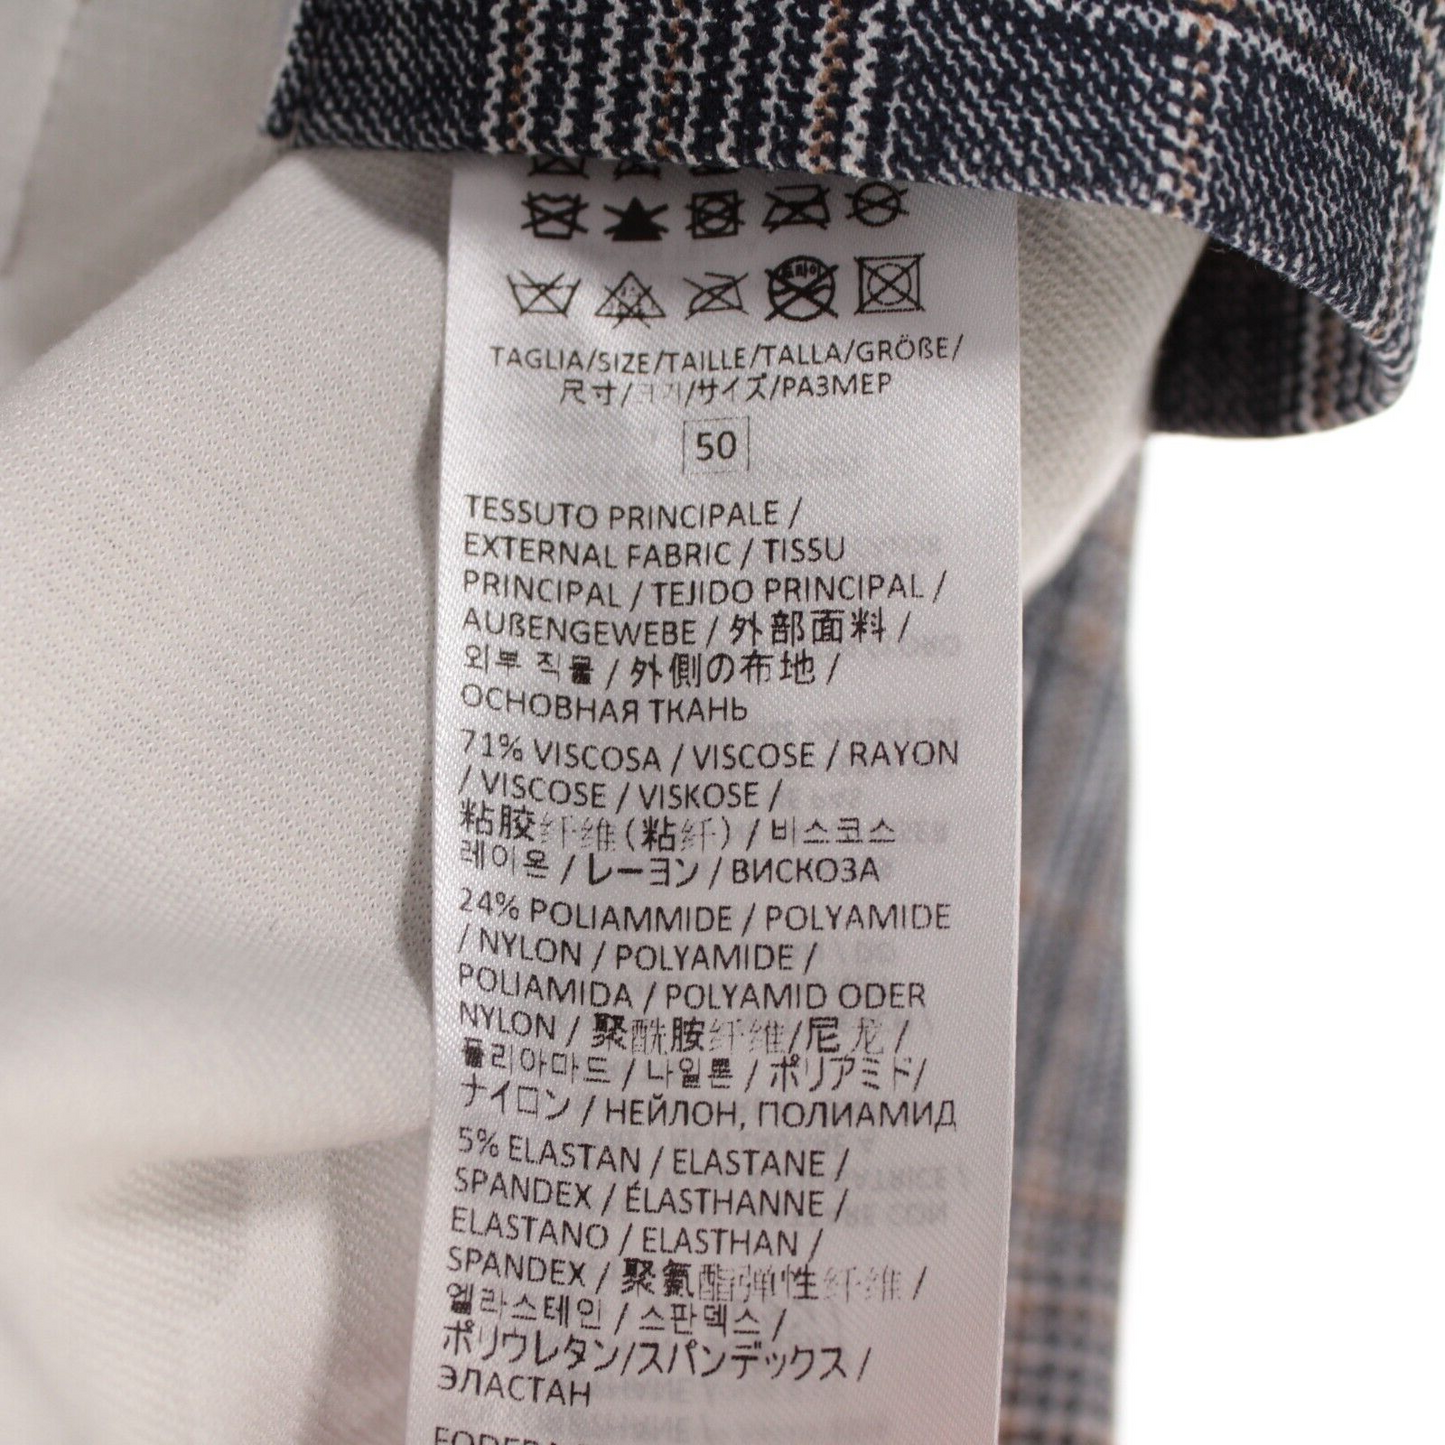 드라이
TAGLIA/SIZE/TAILLE/TALLA/GRÖßE/
尺寸/크기/サイズ/РАЗМЕР
50
TESSUTO PRINCIPALE /
EXTERNAL FABRIC / TISSU
PRINCIPAL / TEJIDO PRINCIPAL /
AUßENGEWEBE / 外部面料 /
외부 직물 / 外側の布地 /
ОСНОВНАЯ ТКАНЬ
71% VISCOSA / VISCOSE / RAYON
/ VISCOSE / VISKOSE /
粘胶纤维(粘纤) / 비스코스
레이온 / レーヨン / ВИСКОЗА
24% POLIAMMIDE / POLYAMIDE
/ NYLON / POLYAMIDE /
POLIAMIDA / POLYAMID ODER
NYLON / 聚酰胺纤维/尼龙 /
폴리아마드 / 나일론 / ポリアミド/
ナイロン / НЕЙЛОН, ПОЛИАМИД
5% ELASTAN / ELASTANE /
SPANDEX / ÉLASTHANNE /
ELASTANO / ELASTHAN /
SPANDEX / 聚氨酯弹性纤维 /
엘라스테인 / 스판덱스 /
ポリウレタン/スパンデックス /
ЭЛАСТАН